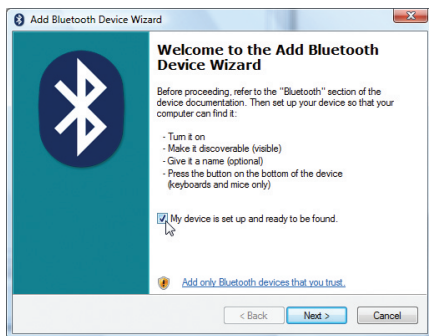 Add Bluetooth Device Wizard
Welcome to the Add Bluetooth
Device Wizard
Before proceeding, refer to the "Bluetooth" section of the
device documentation. Then set up your device so that your
computer can find it:
- Turn it on
- Make it discoverable (visible)
- Give it a name (optional)
- Press the button on the bottom of the device
(keyboards and mice only)
My device is set up and ready to be found.
Add only Bluetooth devices that you trust.
< Back
Next >
Cancel